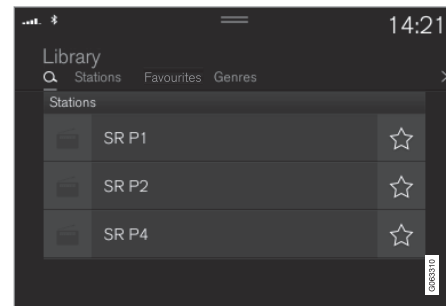 14:21
Library
Stations Favourites Genres
Stations
SR P1
SR P2
SR P4
G063310